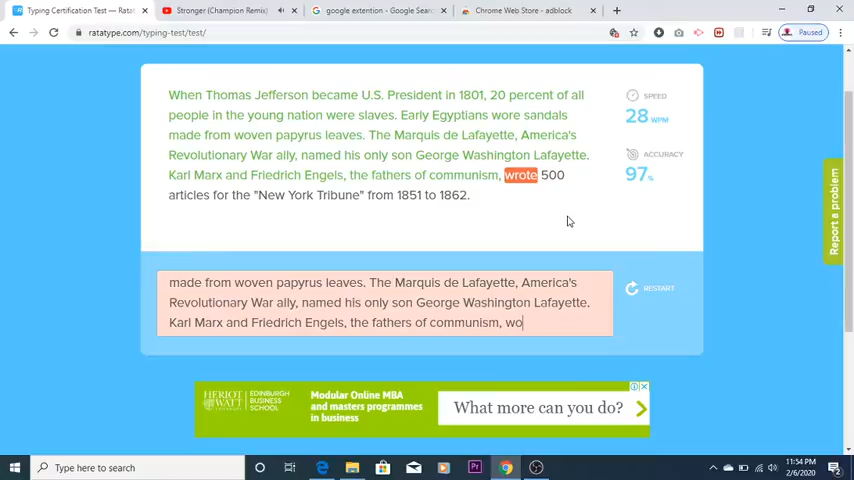 Typing Certification Test — Ratat
Stronger (Champion Remix)
google extention - Google Sear
Chrome Web Store - adblock
ratatype.com/typing-test/test/
Paused
When Thomas Jefferson became U.S. President in 1801, 20 percent of all
people in the young nation were slaves. Early Egyptians wore sandals
made from woven papyrus leaves. The Marquis de Lafayette, America's
Revolutionary War ally, named his only son George Washington Lafayette.
Karl Marx and Friedrich Engels, the fathers of communism, wrote 500
articles for the "New York Tribune" from 1851 to 1862.
SPEED
28 WPM
ACCURACY
97%
Report a problem
made from woven papyrus leaves. The Marquis de Lafayette, America's
Revolutionary War ally, named his only son George Washington Lafayette.
Karl Marx and Friedrich Engels, the fathers of communism, wo
RESTART
HERIOT
WATT
UNIVERSITY
EDINBURGH
BUSINESS
SCHOOL
Modular Online MBA
and masters programmes
in business
What more can you do?
Type here to search
Pr
11:54 PM
2/6/2020
2